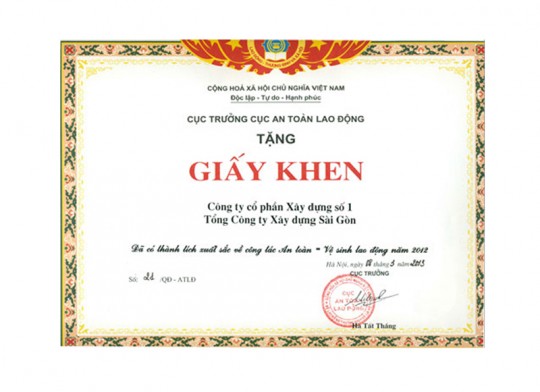 CỘNG HOÀ XÃ HỘI CHỦ NGHĨA VIỆT NAM
Độc lập - Tự do - Hạnh phúc
CỤC TRƯỞNG CỤC AN TOÀN LAO ĐỘNG
TẶNG
GIẤY KHEN
Công ty cổ phần Xây dựng số 1
Tổng Công ty Xây dựng Sài Gòn
Đã có thành tích xuất sắc về công tác An toàn - Vệ sinh lao động năm 2012
Hà Nội, ngày tháng 3 năm 2013
Số: /QĐ - ATLĐ
CỤC TRƯỞNG
CỤC
AN TOÀN
LAO ĐỘNG
Hà Tất Thắng